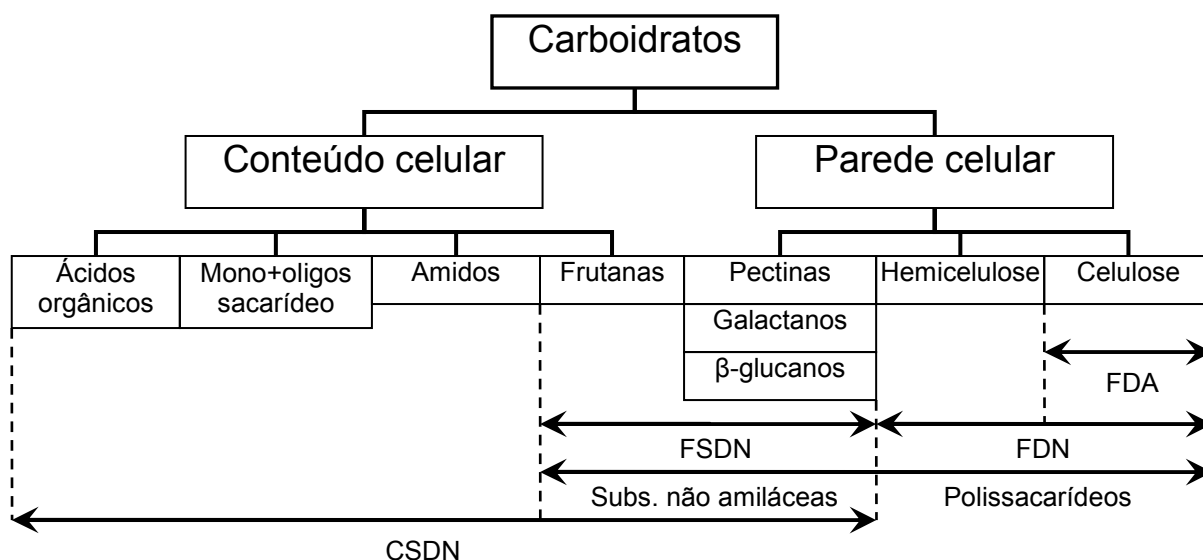 Carboidratos
Conteúdo celular
Parede celular
Ácidos
orgânicos
Mono+oligos
sacarídeo
Amidos
Frutanas
Pectinas
Hemicelulose
Celulose
Galactanos
β-glucanos
FDA
FSDN
FDN
Subs. não amiláceas
Polissacarídeos
CSDN